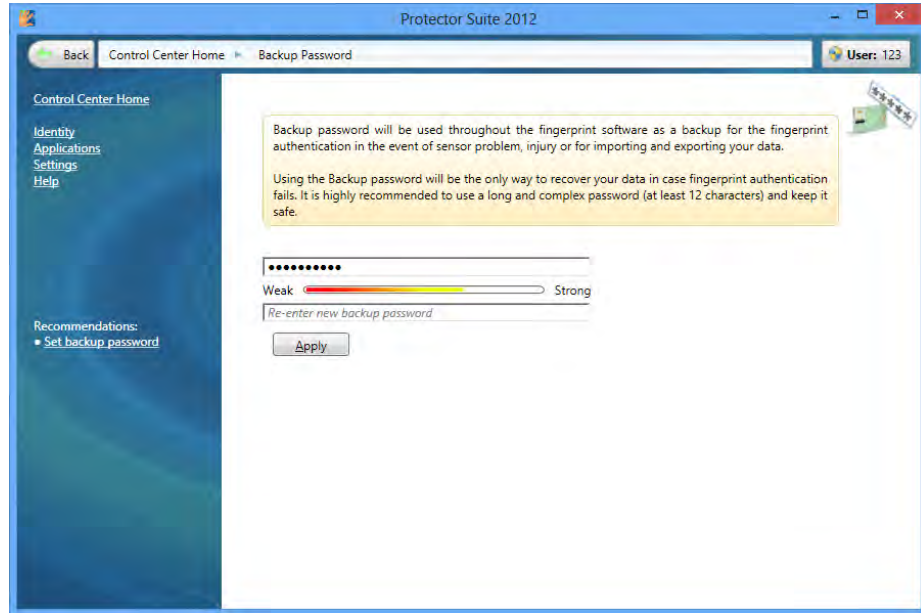 Protector Suite 2012
Back
Control Center Home
Backup Password
User: 123
Control Center Home
Identity
Applications
Settings
Help
Backup password will be used throughout the fingerprint software as a backup for the fingerprint
authentication in the event of sensor problem, injury or for importing and exporting your data.
Using the Backup password will be the only way to recover your data in case fingerprint authentication
fails. It is highly recommended to use a long and complex password (at least 12 characters) and keep it
safe.
••••••••••
Weak Strong
Re-enter new backup password
Recommendations:
• Set backup password
Apply